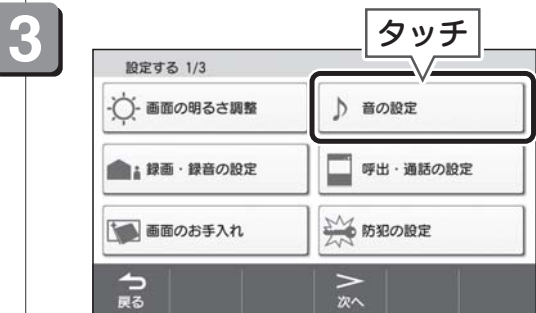 3
タッチ
設定する 1/3
画面の明るさ調整
音の設定
録画・録音の設定
呼出・通話の設定
画面のお手入れ
防犯の設定
戻る
次へ